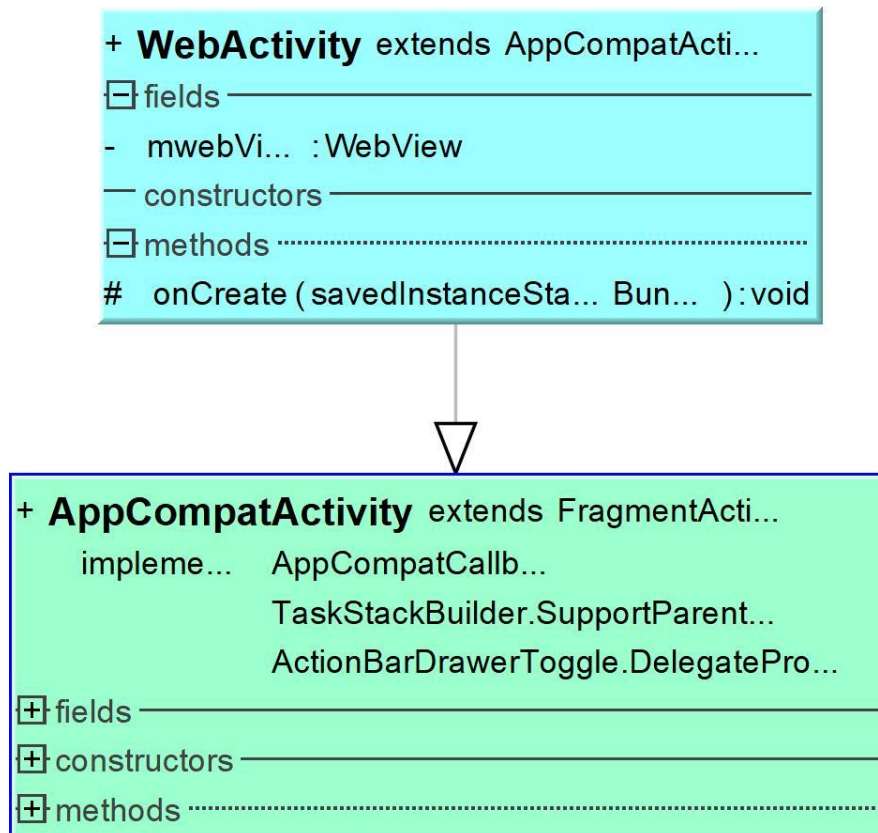 + WebActivity extends AppCompatActi...
fields
- mwebVi... :WebView
constructors
methods
# onCreate (savedInstanceSta... Bun... ):void
+ AppCompatActivity extends FragmentActi...
impleme... AppCompatCallb...
TaskStackBuilder.SupportParent...
ActionBarDrawerToggle.DelegatePro...
fields
constructors
methods